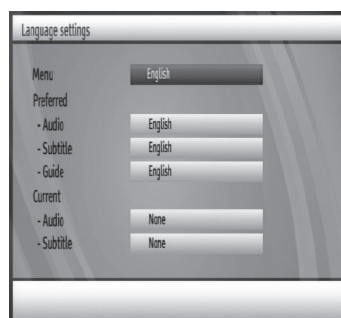 Language settings
Menu English
Preferred
- Audio English
- Subtitle English
- Guide English
Current
- Audio None
- Subtitle None